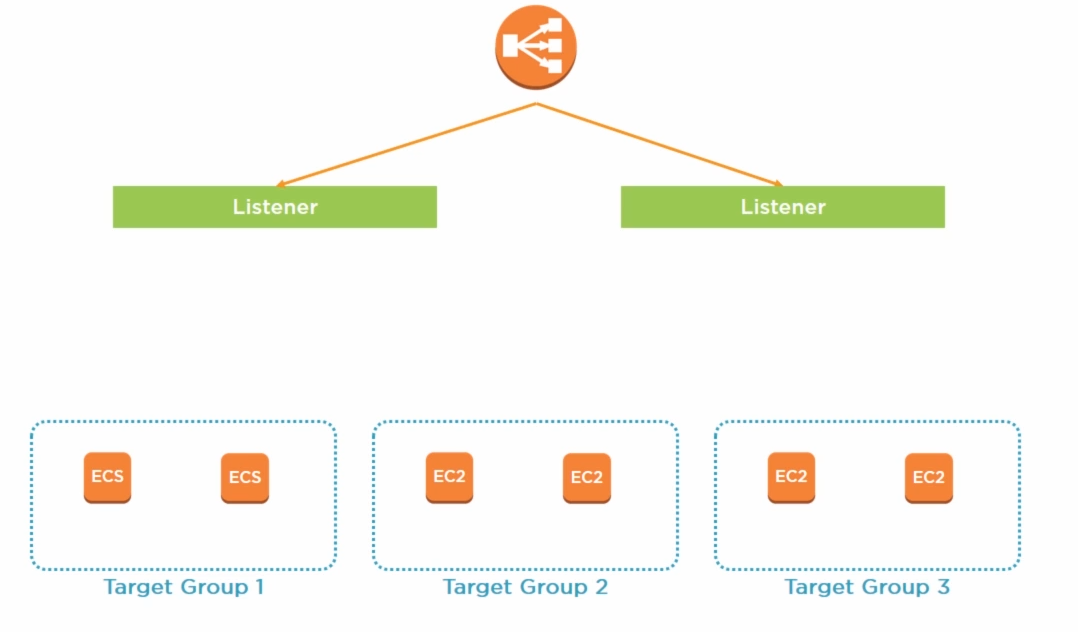 Listener
Listener
ECS
ECS
EC2
EC2
EC2
EC2
Target Group 1
Target Group 2
Target Group 3